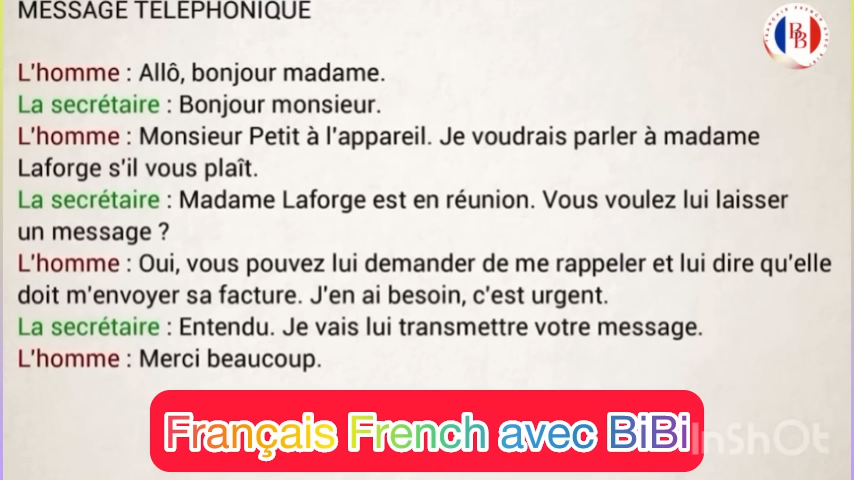 MESSAGE TELEPHONIQUE
L'homme : Allô, bonjour madame.
La secrétaire : Bonjour monsieur.
L'homme : Monsieur Petit à l'appareil. Je voudrais parler à madame
Laforge s'il vous plaît.
La secrétaire : Madame Laforge est en réunion. Vous voulez lui laisser
un message ?
L'homme : Oui, vous pouvez lui demander de me rappeler et lui dire qu'elle
doit m'envoyer sa facture. J'en ai besoin, c'est urgent.
La secrétaire : Entendu. Je vais lui transmettre votre message.
L'homme : Merci beaucoup.
Français French avec BiBi
InShOt